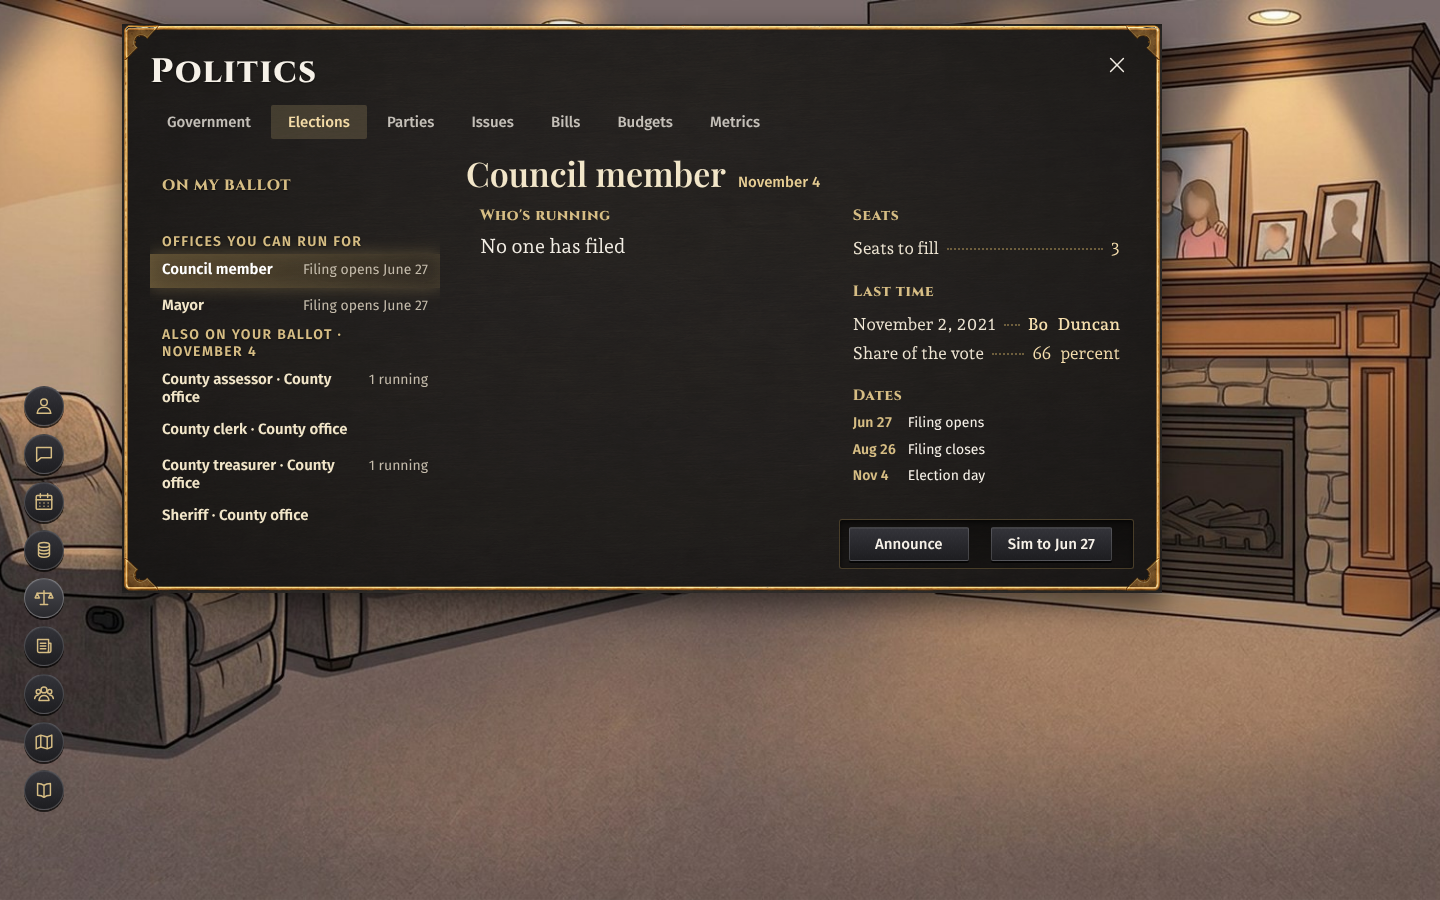 Politics
Government Elections Parties Issues Bills Budgets Metrics
On my ballot
OFFICES YOU CAN RUN FOR
Council member Filing opens June 27
Mayor Filing opens June 27
ALSO ON YOUR BALLOT ·
NOVEMBER 4
County assessor · County
office
1 running
County clerk · County office
County treasurer · County
office
1 running
Sheriff · County office
Council member November 4
Who's running
No one has filed
Seats
Seats to fill 3
Last time
November 2, 2021 Bo Duncan
Share of the vote 66 percent
Dates
Jun 27 Filing opens
Aug 26 Filing closes
Nov 4 Election day
Announce Sim to Jun 27